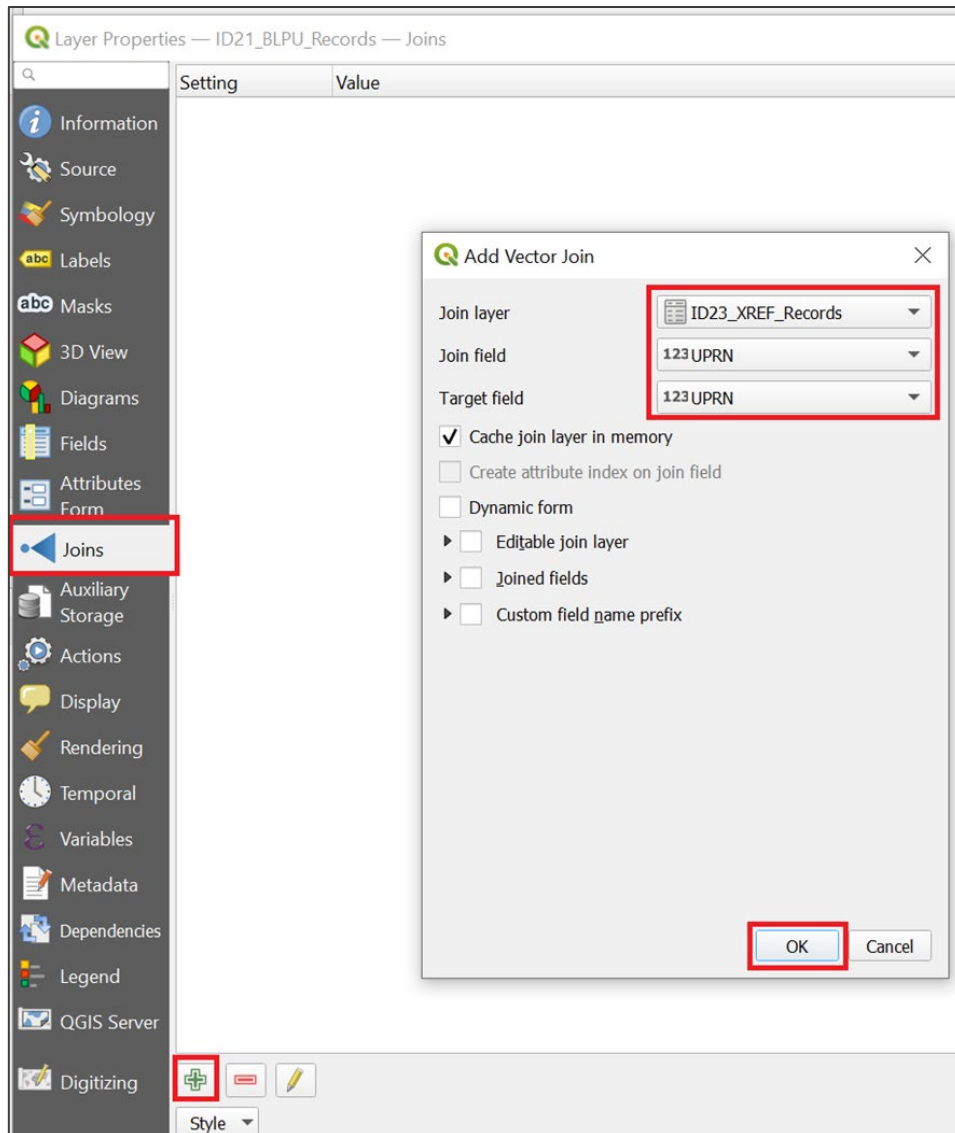 Layer Properties — ID21_BLPU_Records — Joins
Setting Value
Information
Source
Symbology
abc Labels
abc Masks
3D View
Diagrams
Fields
Attributes
Form
Joins
Auxiliary
Storage
Actions
Display
Rendering
Temporal
Variables
Metadata
Dependencies
Legend
QGIS Server
Digitizing
Add Vector Join
Join layer ID23_XREF_Records
Join field 123 UPRN
Target field 123 UPRN
Cache join layer in memory
Create attribute index on join field
Dynamic form
Editable join layer
Joined fields
Custom field name prefix
OK Cancel
Style